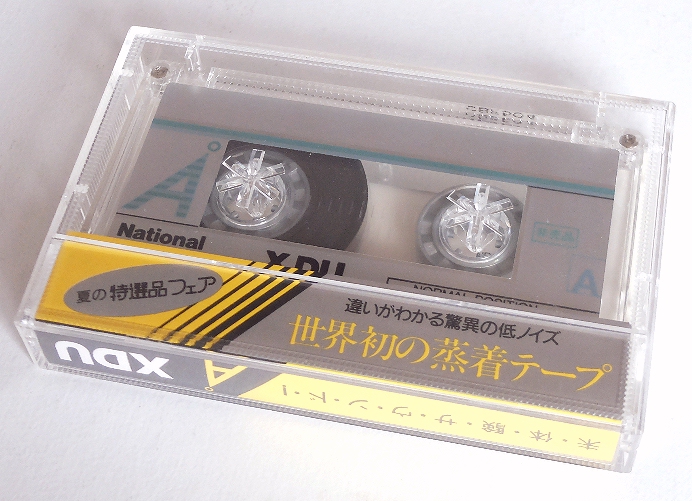 Å
National
XDU
A
NORMAL POSITION
夏の特選品フェア
違いがわかる驚異の低ノイズ
世界初の蒸着テープ
XDU
Å
未・体・験・サ・ウ・ン・ド・!